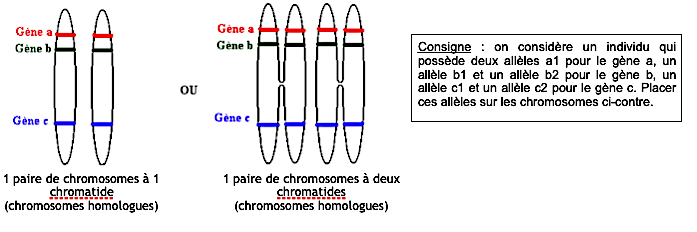 Gène a
Gène b
Gène c
1 paire de chromosomes à 1
chromatide
(chromosomes homologues)
OU
Gène a
Gène b
Gène c
1 paire de chromosomes à deux
chromatides
(chromosomes homologues)
Consigne : on considère un individu qui
possède deux allèles a1 pour le gène a, un
allèle b1 et un allèle b2 pour le gène b, un
allèle c1 et un allèle c2 pour le gène c. Placer
ces allèles sur les chromosomes ci-contre.